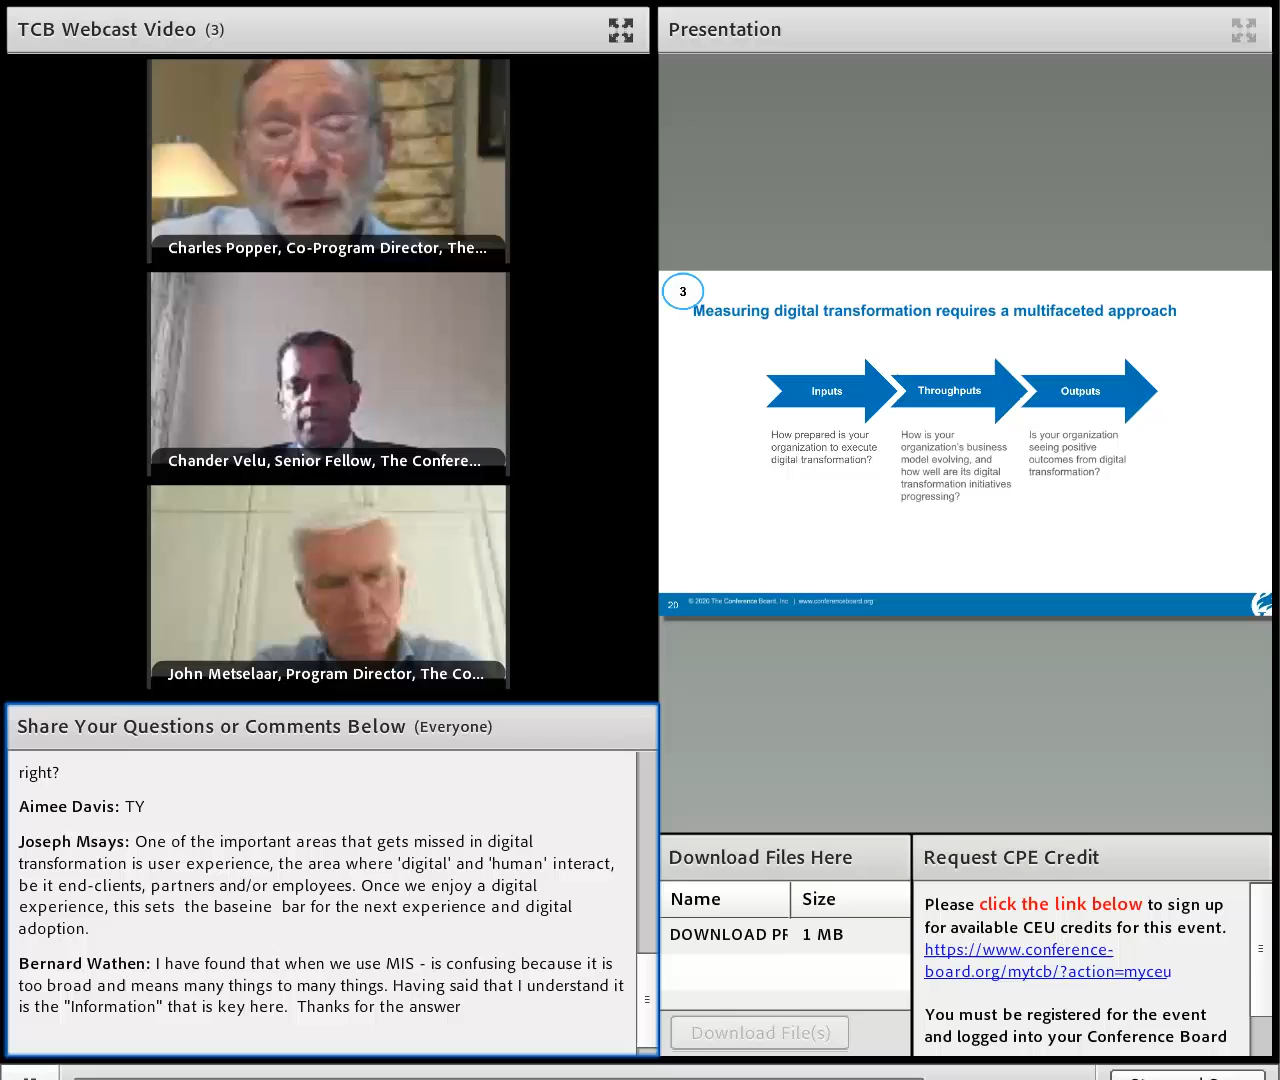 TCB Webcast Video (3)
Charles Popper, Co-Program Director, The...
Chander Velu, Senior Fellow, The Confere...
John Metselaar, Program Director, The Co...
Share Your Questions or Comments Below (Everyone)
right?
Aimee Davis: TY
Joseph Msays: One of the important areas that gets missed in digital
transformation is user experience, the area where 'digital' and 'human' interact,
be it end-clients, partners and/or employees. Once we enjoy a digital
experience, this sets the baseine bar for the next experience and digital
adoption.
Bernard Wathen: I have found that when we use MIS - is confusing because it is
too broad and means many things to many things. Having said that I understand it
is the "Information" that is key here. Thanks for the answer
Presentation
3
Measuring digital transformation requires a multifaceted approach
Inputs
Throughputs
Outputs
How prepared is your
organization to execute
digital transformation?
How is your
organization's business
model evolving, and
how well are its digital
transformation initiatives
progressing?
Is your organization
seeing positive
outcomes from digital
transformation?
20 © 2020 The Conference Board, Inc. | www.conferenceboard.org
Download Files Here
Name Size
DOWNLOAD PF 1 MB
Download File(s)
Request CPE Credit
Please click the link below to sign up
for available CEU credits for this event.
https://www.conference-
board.org/mytcb/?action=myceu
You must be registered for the event
and logged into your Conference Board